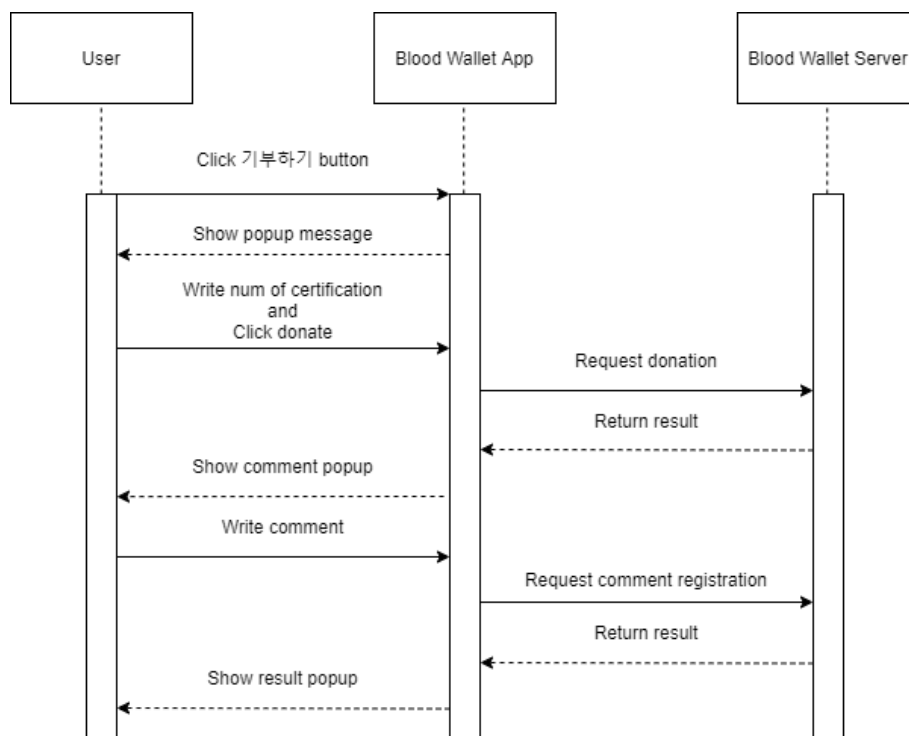 User
Blood Wallet App
Blood Wallet Server
Click 기부하기 button
Show popup message
Write num of certification
and
Click donate
Request donation
Return result
Show comment popup
Write comment
Request comment registration
Return result
Show result popup